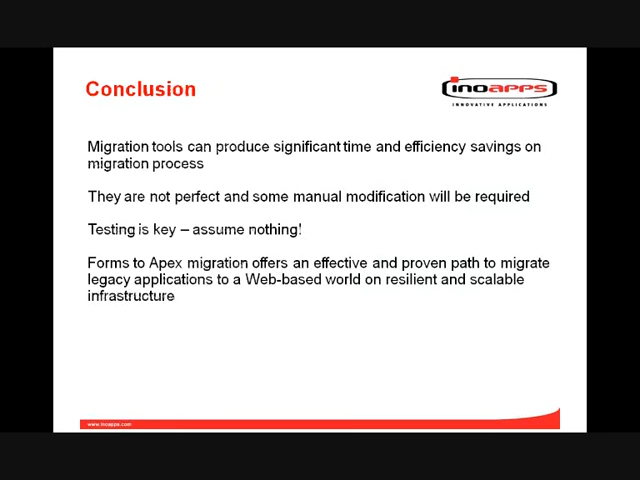 Conclusion
inoapps
INNOVATIVE APPLICATIONS
Migration tools can produce significant time and efficiency savings on
migration process
They are not perfect and some manual modification will be required
Testing is key – assume nothing!
Forms to Apex migration offers an effective and proven path to migrate
legacy applications to a Web-based world on resilient and scalable
infrastructure
www.inoapps.com